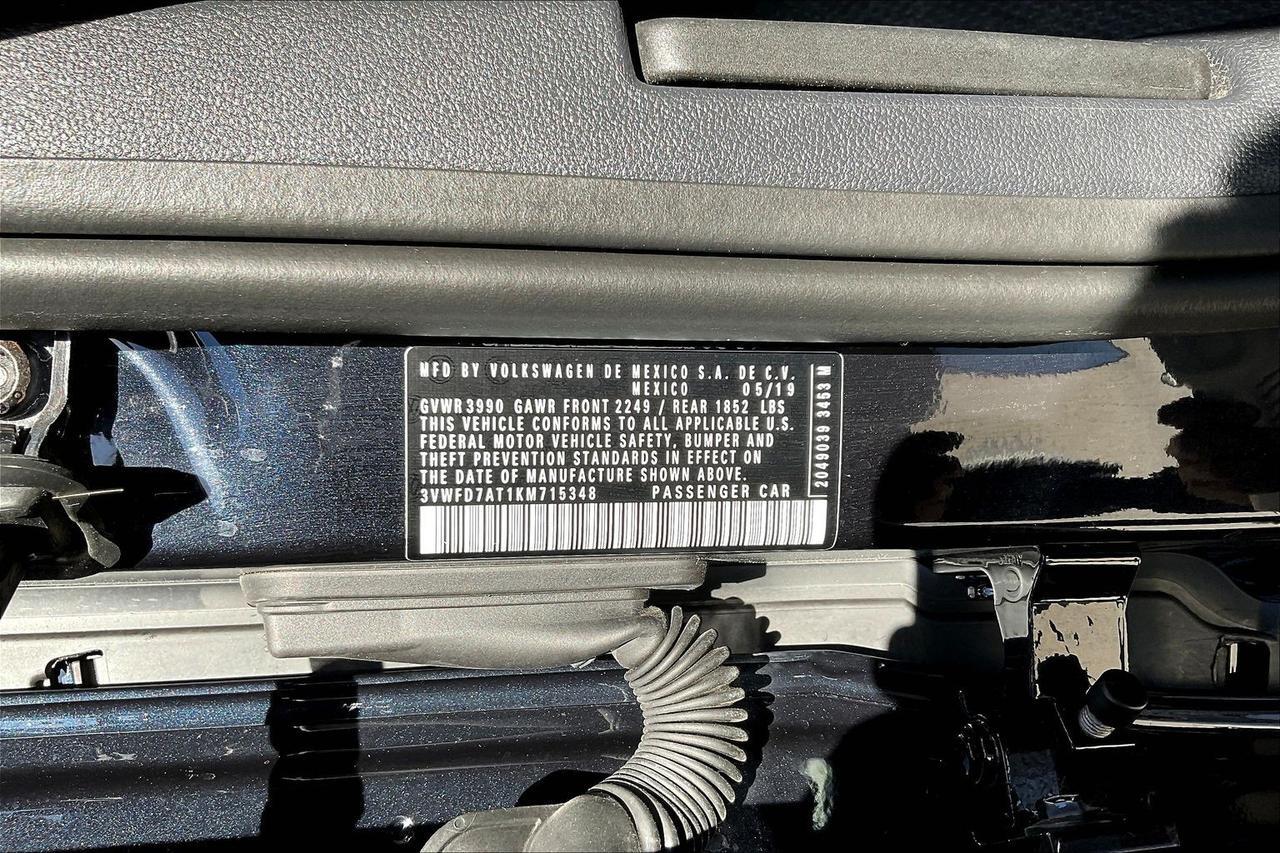 MFD BY VOLKSWAGEN DE MEXICO S.A. DE C.V.
MEXICO 05/19
GVWR 3990 GAWR FRONT 2249 / REAR 1852 LBS
THIS VEHICLE CONFORMS TO ALL APPLICABLE U.S.
FEDERAL MOTOR VEHICLE SAFETY, BUMPER AND
THEFT PREVENTION STANDARDS IN EFFECT ON
THE DATE OF MANUFACTURE SHOWN ABOVE.
3VWFD7AT1KM715348 PASSENGER CAR
2049039 3453 M